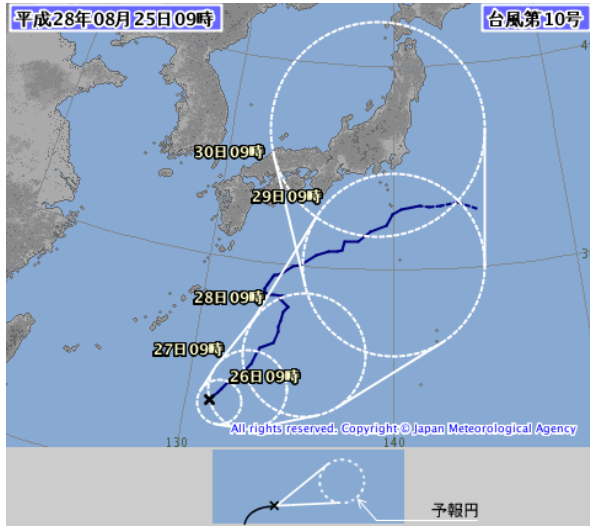 平成28年08月25日09時
台風第10号
30日09時
29日09時
28日09時
27日09時
26日09時
All rights reserved. Copyright © Japan Meteorological Agency
130
140
予報円